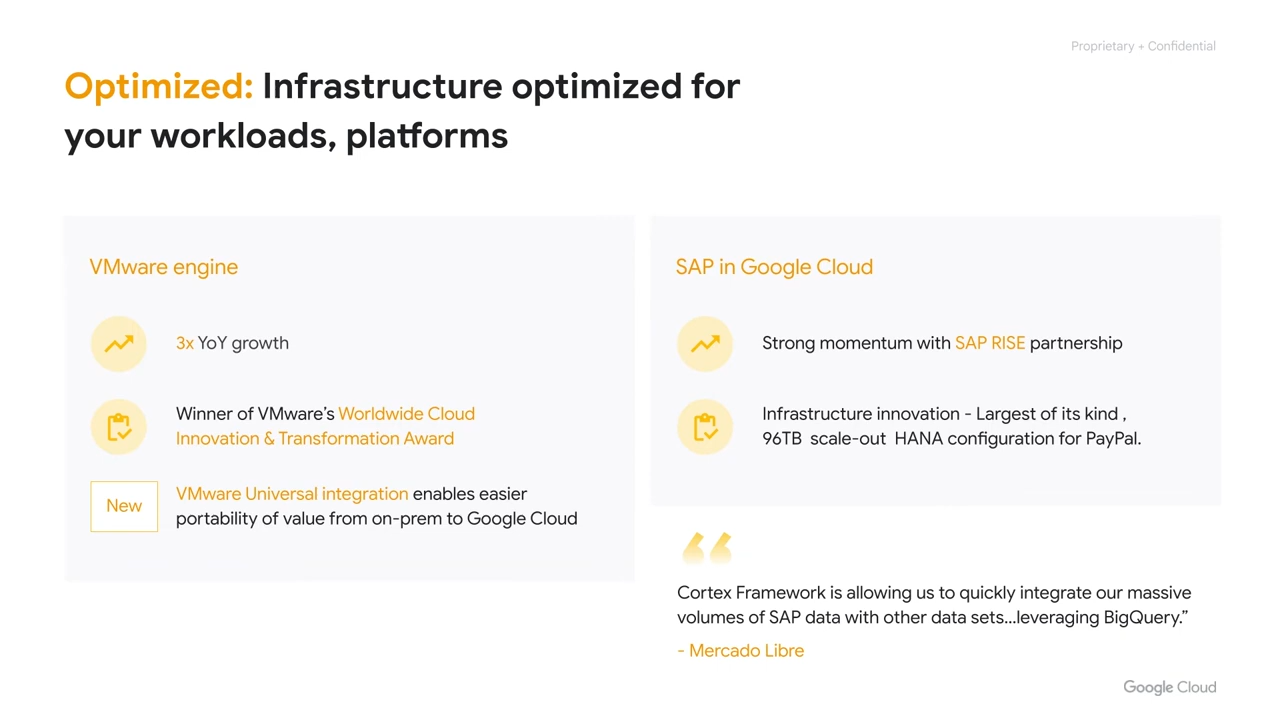 Proprietary + Confidential
Optimized: Infrastructure optimized for
your workloads, platforms
VMware engine
3x YoY growth
Winner of VMware’s Worldwide Cloud
Innovation & Transformation Award
New
VMware Universal integration enables easier
portability of value from on-prem to Google Cloud
SAP in Google Cloud
Strong momentum with SAP RISE partnership
Infrastructure innovation - Largest of its kind ,
96TB scale-out HANA configuration for PayPal.
“
Cortex Framework is allowing us to quickly integrate our massive
volumes of SAP data with other data sets...leveraging BigQuery.”
- Mercado Libre
Google Cloud